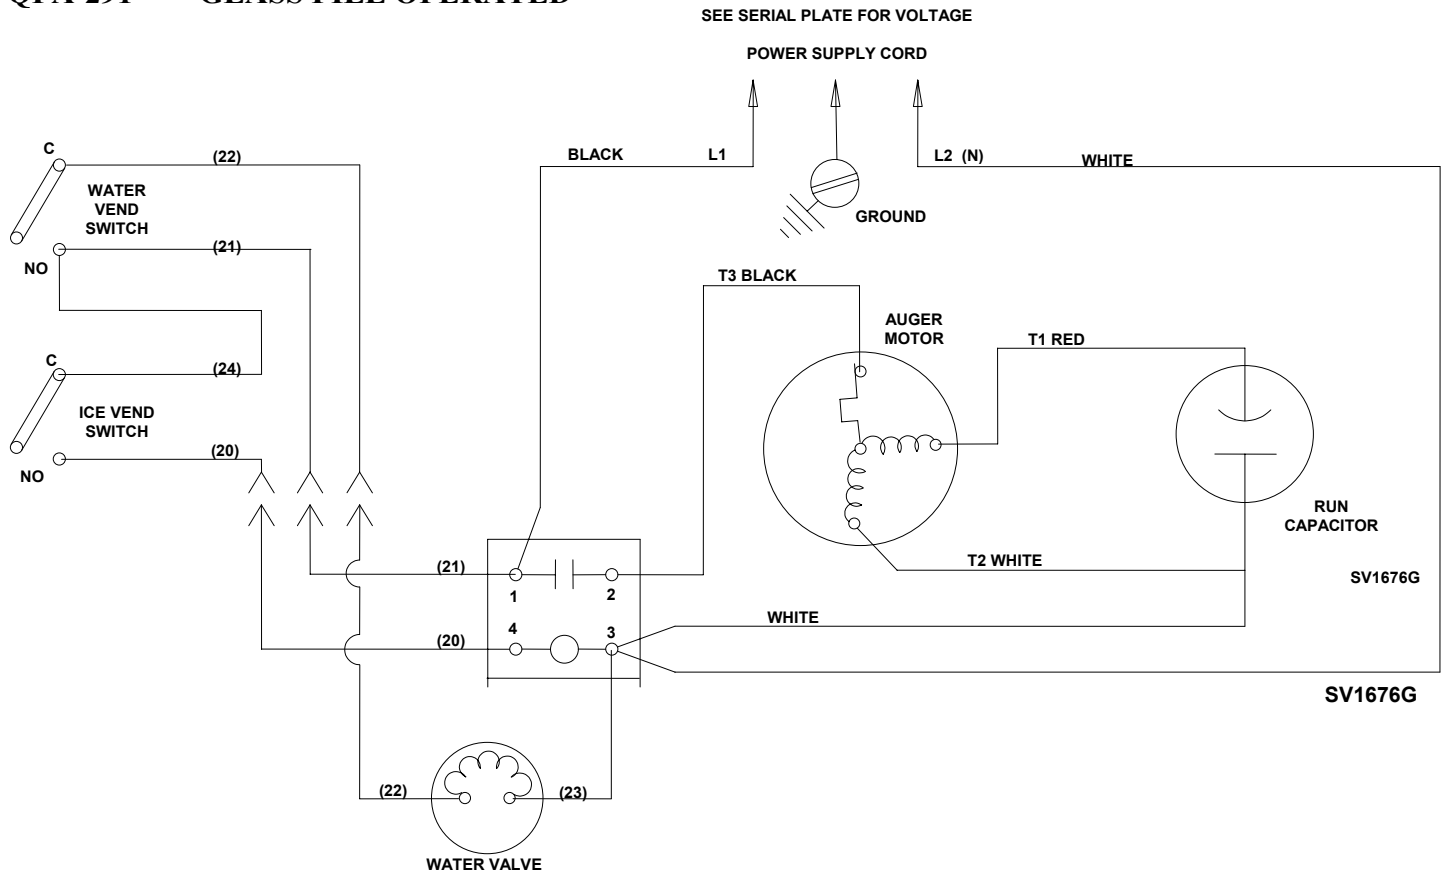 GLASS FILL OPERATED
SEE SERIAL PLATE FOR VOLTAGE
POWER SUPPLY CORD
C
(22)
BLACK
L1
L2 (N)
WHITE
WATER
VEND
SWITCH
GROUND
NO
(21)
T3 BLACK
AUGER
MOTOR
T1 RED
C
(24)
ICE VEND
SWITCH
(20)
NO
RUN
CAPACITOR
(21)
T2 WHITE
SV1676G
1
2
WHITE
4
3
(20)
SV1676G
(22)
(23)
WATER VALVE